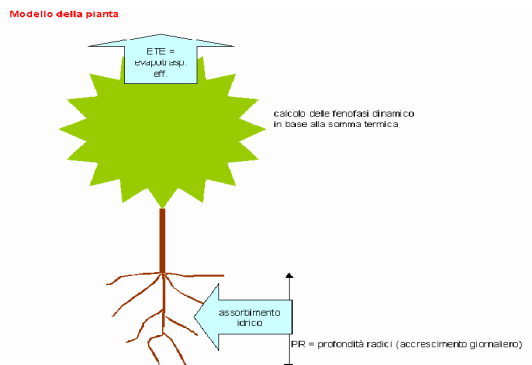 Modello della pianta
ETE =
evapotrasp.
eff.
calcolo delle fenofasi dinamico
in base alla somma termica
assorbimento
idrico
PR = profondità radici (accrescimento giornaliero)